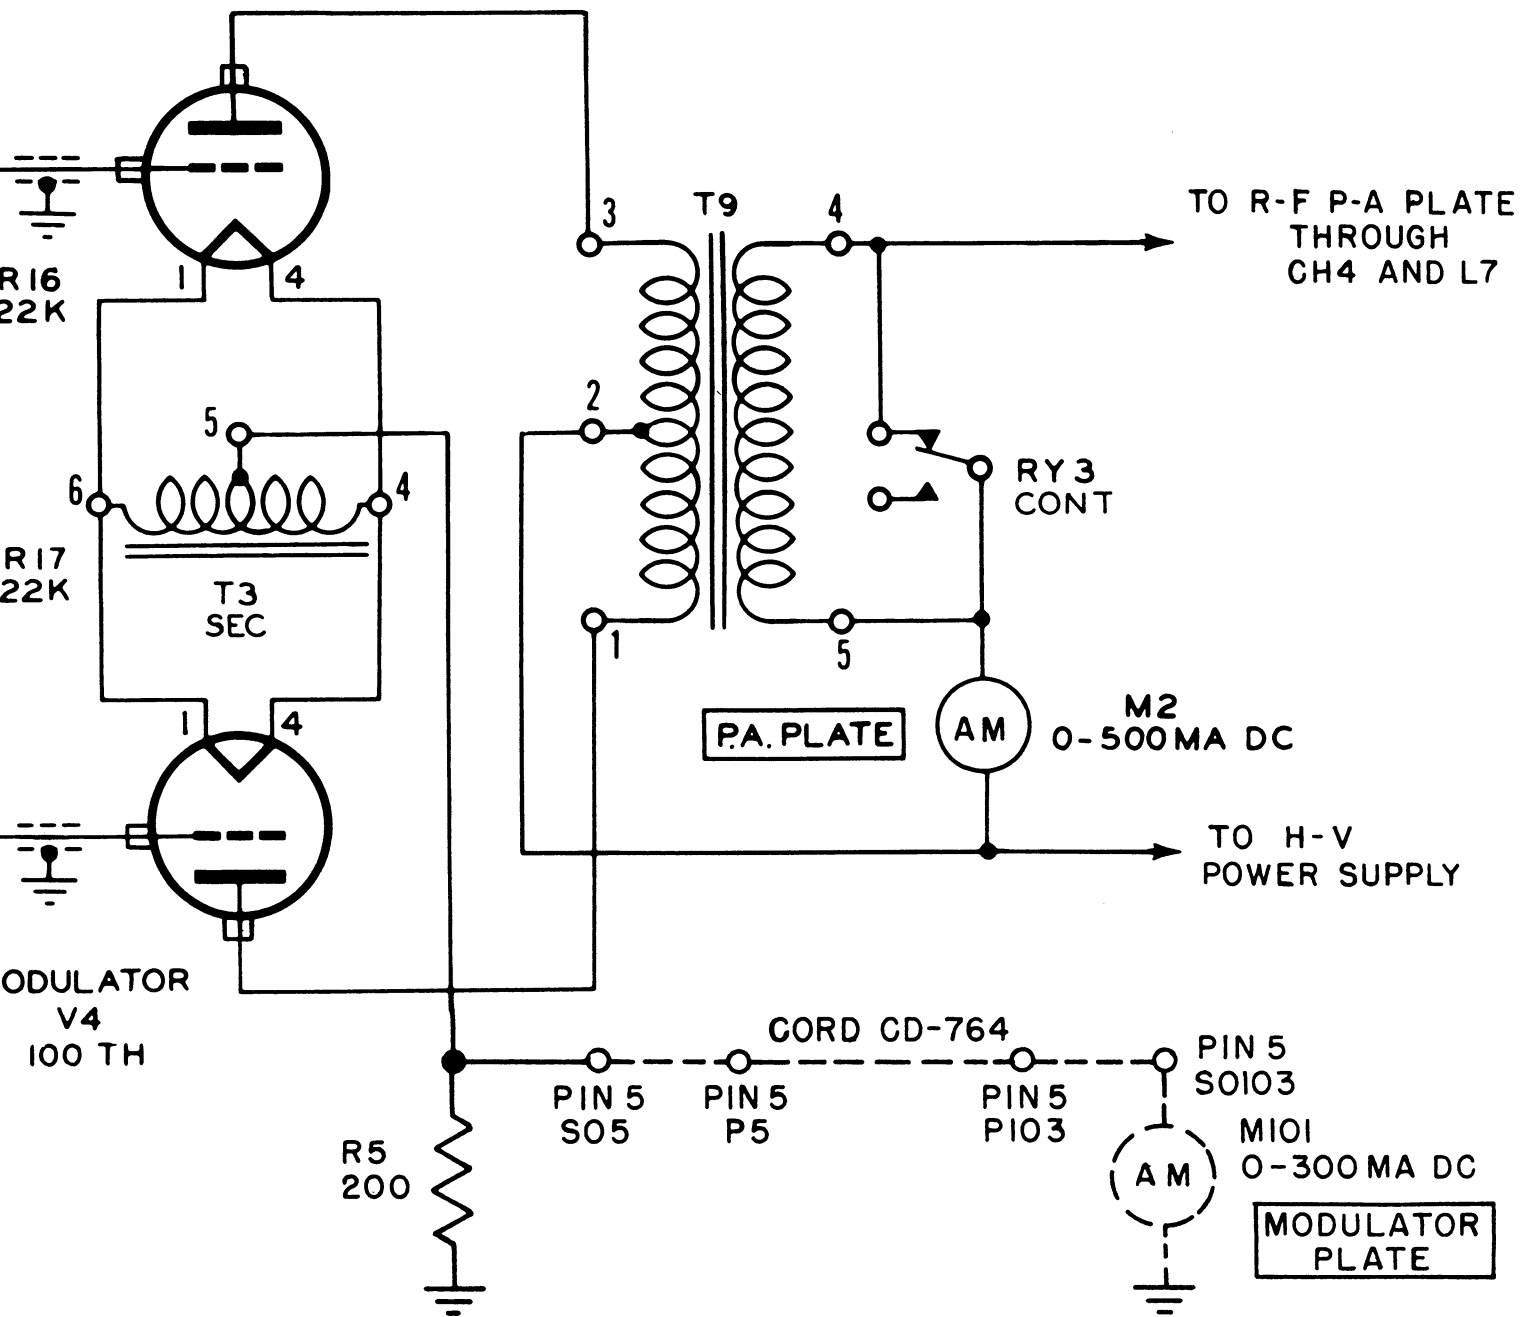 T9
3
4
TO R-F P-A PLATE
THROUGH
CH4 AND L7
R16
22K
1
4
2
5
6
4
RY3
CONT
R17
22K
T3
SEC
1
5
1
4
P.A. PLATE
AM
M2
0-500MA DC
TO H-V
POWER SUPPLY
ODULATOR
V4
100 TH
CORD CD-764
PIN 5
SO5
PIN 5
P5
PIN 5
P103
PIN 5
SO103
R5
200
AM
M101
0-300MA DC
MODULATOR
PLATE